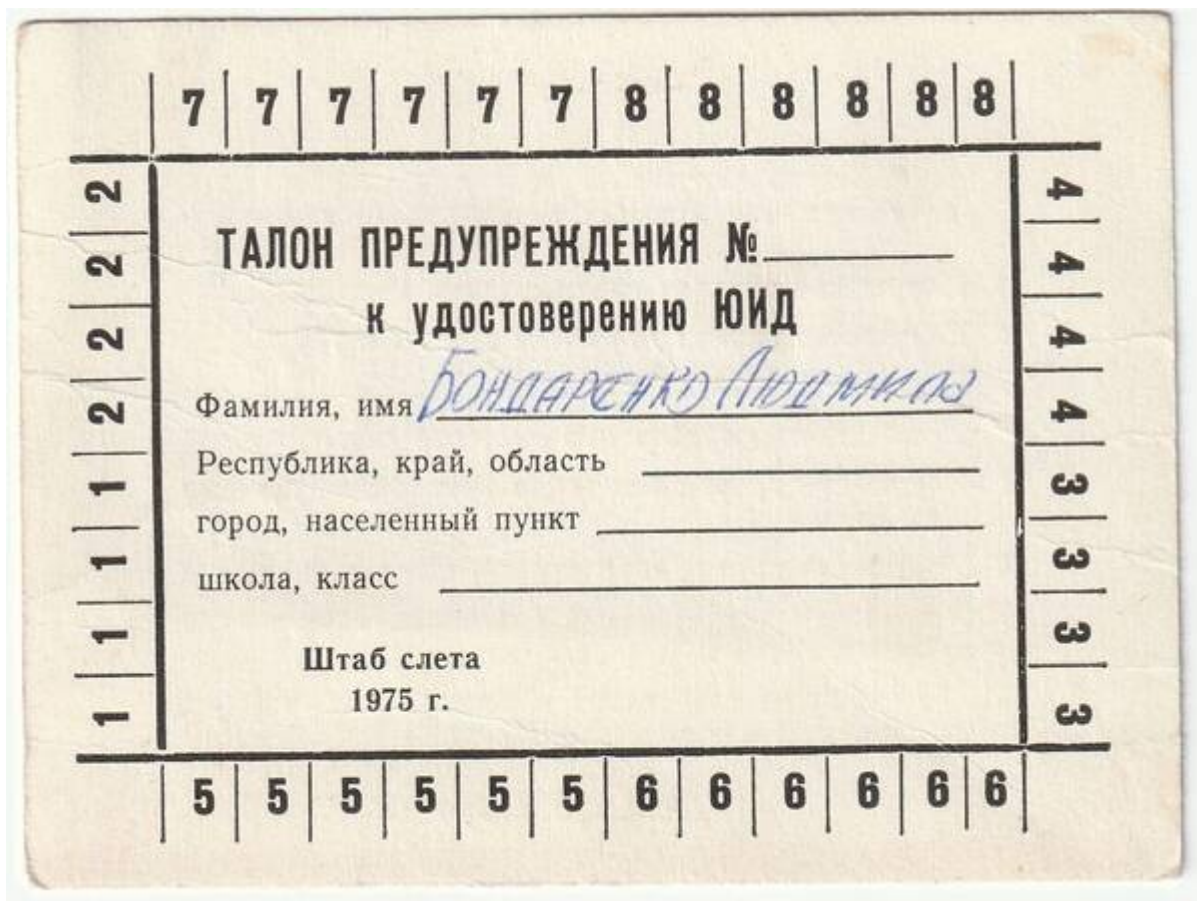 7 7 7 7 7 7 8 8 8 8 8 8
2 2 2 2 1 1 1 1
ТАЛОН ПРЕДУПРЕЖДЕНИЯ №
к удостоверению ЮИД
Фамилия, имя Бондаренко Людмила
Республика, край, область
город, населенный пункт
школа, класс
Штаб слета
1975 г.
4 4 4 4 3 3 3 3
5 5 5 5 5 5 6 6 6 6 6 6